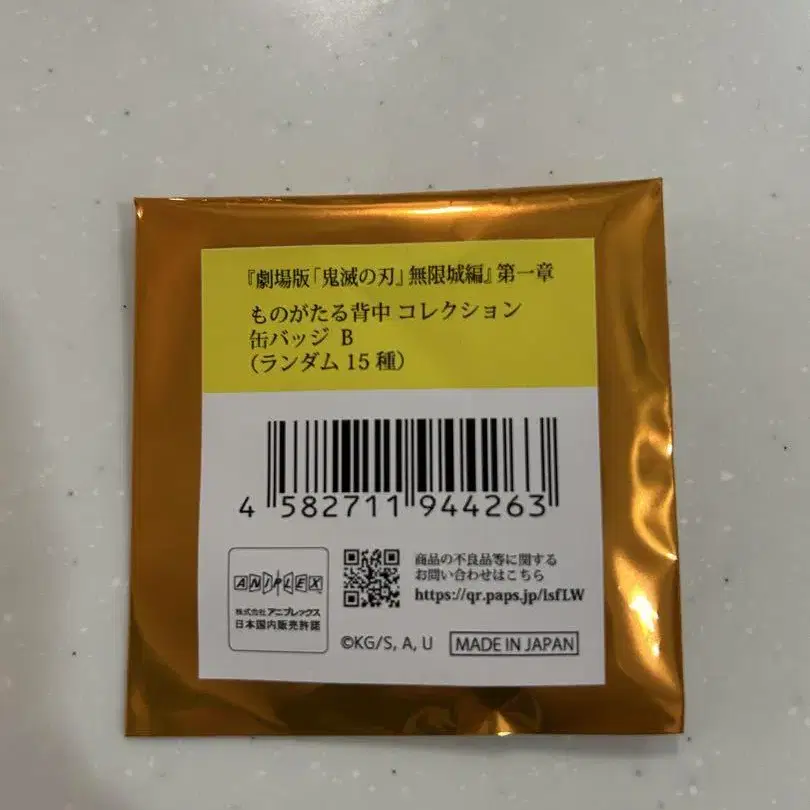 『劇場版「鬼滅の刃」無限城編』第一章
ものがたる背中 コレクション
缶バッジ B
（ランダム 15 種）
4 582711 944263
ANIPLEX
株式会社アニプレックス
日本国内販売許諾
商品の不良品等に関する
お問い合わせはこちら
https://qr.paps.jp/lsfLW
©KG/S, A, U
MADE IN JAPAN